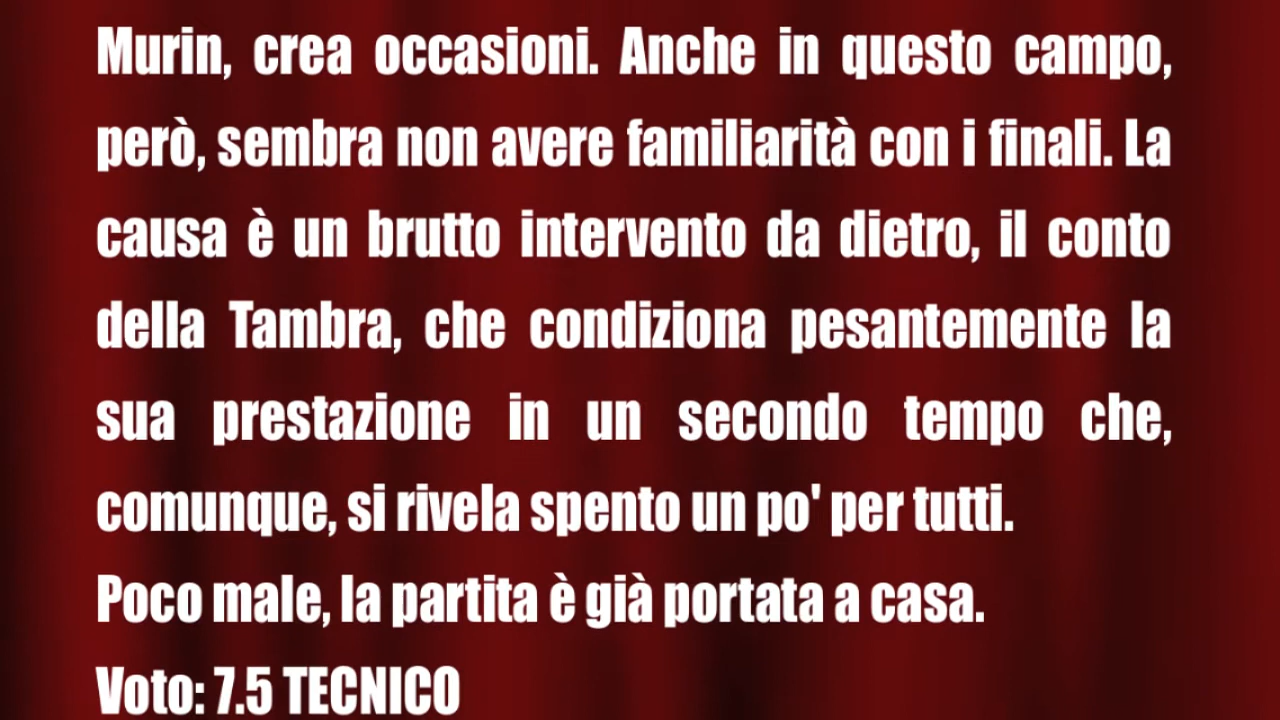 Murin, crea occasioni. Anche in questo campo,
però, sembra non avere familiarità con i finali. La
causa è un brutto intervento da dietro, il conto
della Tambra, che condiziona pesantemente la
sua prestazione in un secondo tempo che,
comunque, si rivela spento un po' per tutti.
Poco male, la partita è già portata a casa.
Voto: 7.5 TECNICO